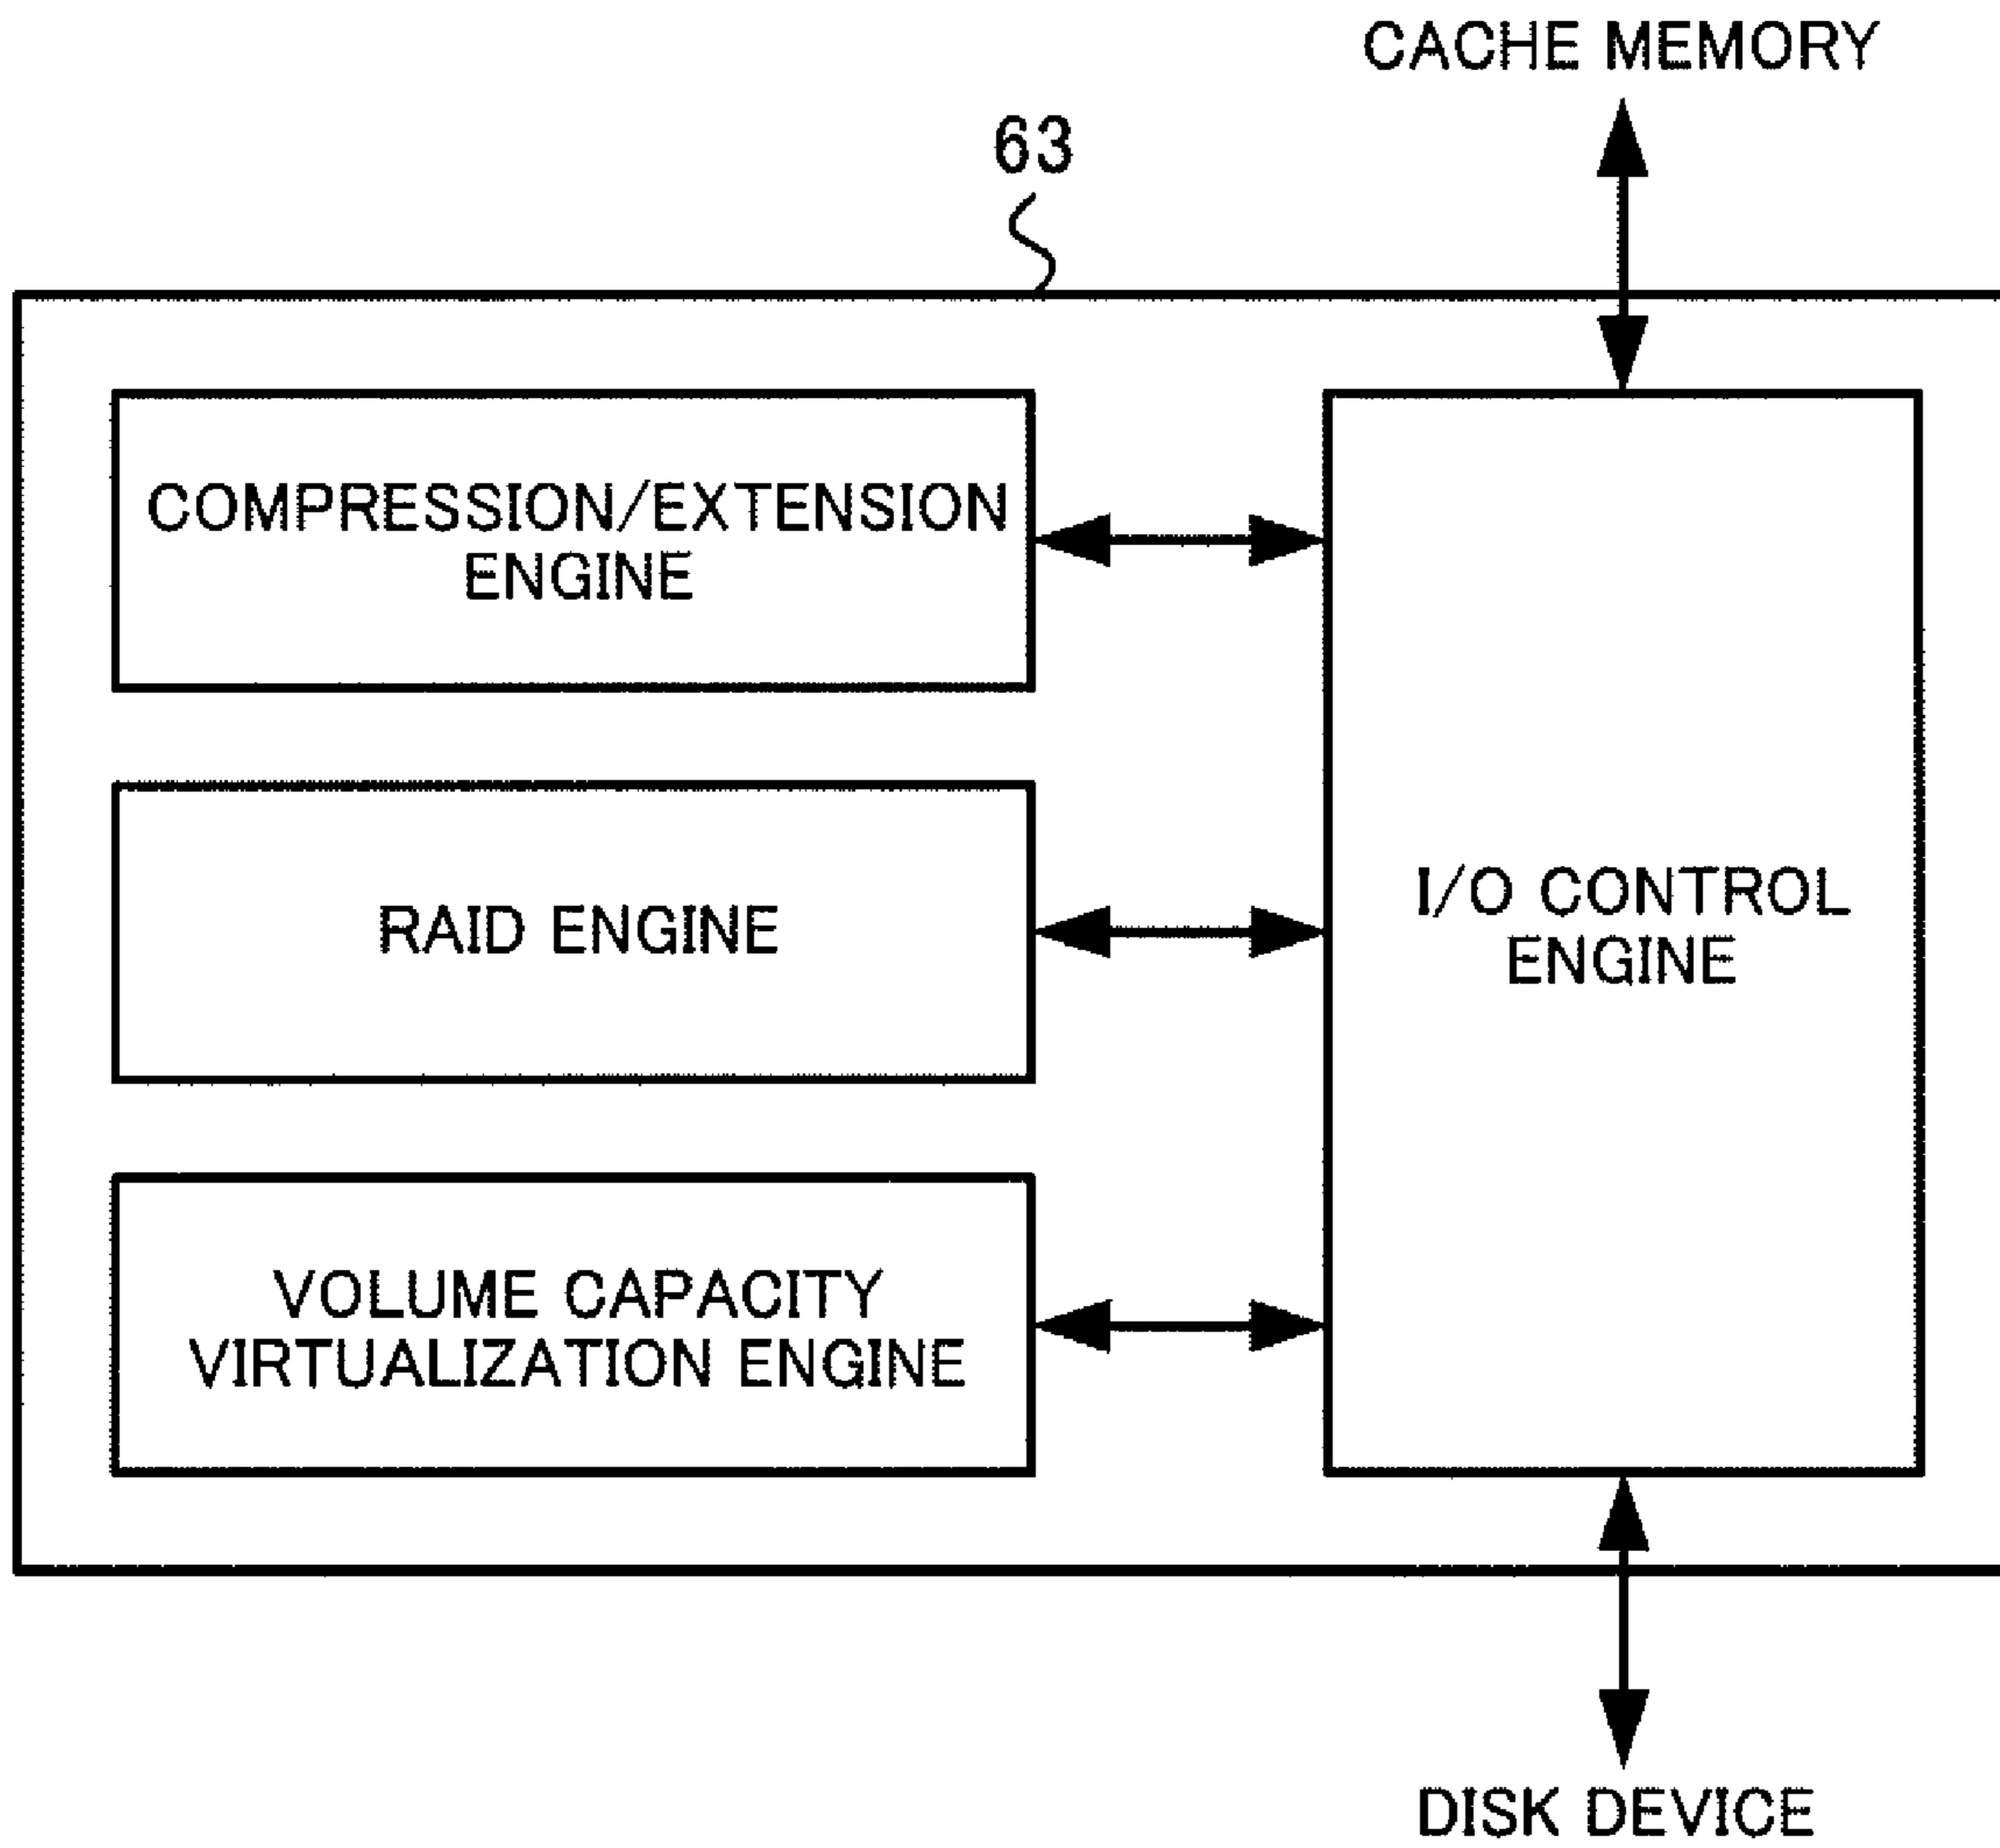 CACHE MEMORY
63
COMPRESSION/EXTENSION
ENGINE
RAID ENGINE
I/O CONTROL
ENGINE
VOLUME CAPACITY
VIRTUALIZATION ENGINE
DISK DEVICE